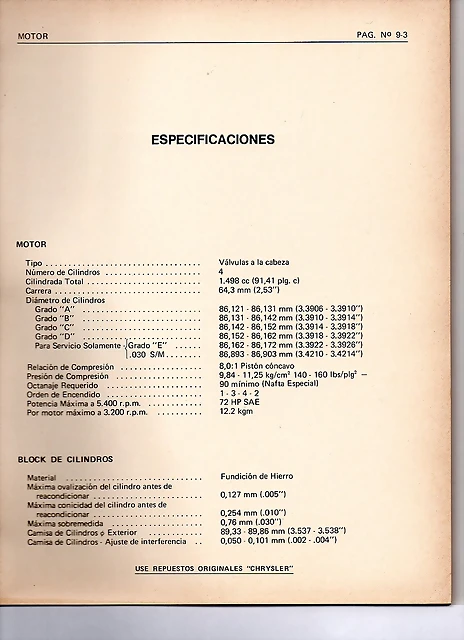 MOTOR PAG. Nº 9-3
ESPECIFICACIONES
MOTOR
Tipo ................................ Válvulas a la cabeza
Número de Cilindros .................... 4
Cilindrada Total ........................ 1.498 cc (91,41 plg. c)
Carrera ............................... 64,3 mm (2,53")
Diámetro de Cilindros
Grado "A" ......................... 86,121 - 86,131 mm (3.3906 - 3.3910")
Grado "B" ......................... 86,131 - 86,142 mm (3.3910 - 3.3914")
Grado "C" ......................... 86,142 - 86,152 mm (3.3914 - 3.3918")
Grado "D" ......................... 86,152 - 86,162 mm (3.3918 - 3.3922")
Para Servicio Solamente Grado "E" ...... 86,162 - 86,172 mm (3.3922 - 3.3926")
.030 S/M ....... 86,893 - 86,903 mm (3.4210 - 3.4214")
Relación de Compresión ................. 8,0:1 Pistón cóncavo
Presión de Compresión .................. 9,84 - 11,25 kg/cm² 140 - 160 lbs/plg² —
Octanaje Requerido .................... 90 mínimo (Nafta Especial)
Orden de Encendido .................... 1 - 3 - 4 - 2
Potencia Máxima a 5.400 r.p.m. .......... 72 HP SAE
Por motor máximo a 3.200 r.p.m. ......... 12.2 kgm
BLOCK DE CILINDROS
Material ............................ Fundición de Hierro
Máxima ovalización del cilindro antes de
reacondicionar ...................... 0,127 mm (.005")
Máxima conicidad del cilindro antes de
reacondicionar ...................... 0,254 mm (.010")
Máxima sobremedida ................... 0,76 mm (.030")
Camisa de Cilindros φ Exterior ............. 89,33 - 89,86 mm (3.537 - 3.538")
Camisa de Cilindros - Ajuste de interferencia .. 0,050 - 0,101 mm (.002 - .004")
USE REPUESTOS ORIGINALES "CHRYSLER"